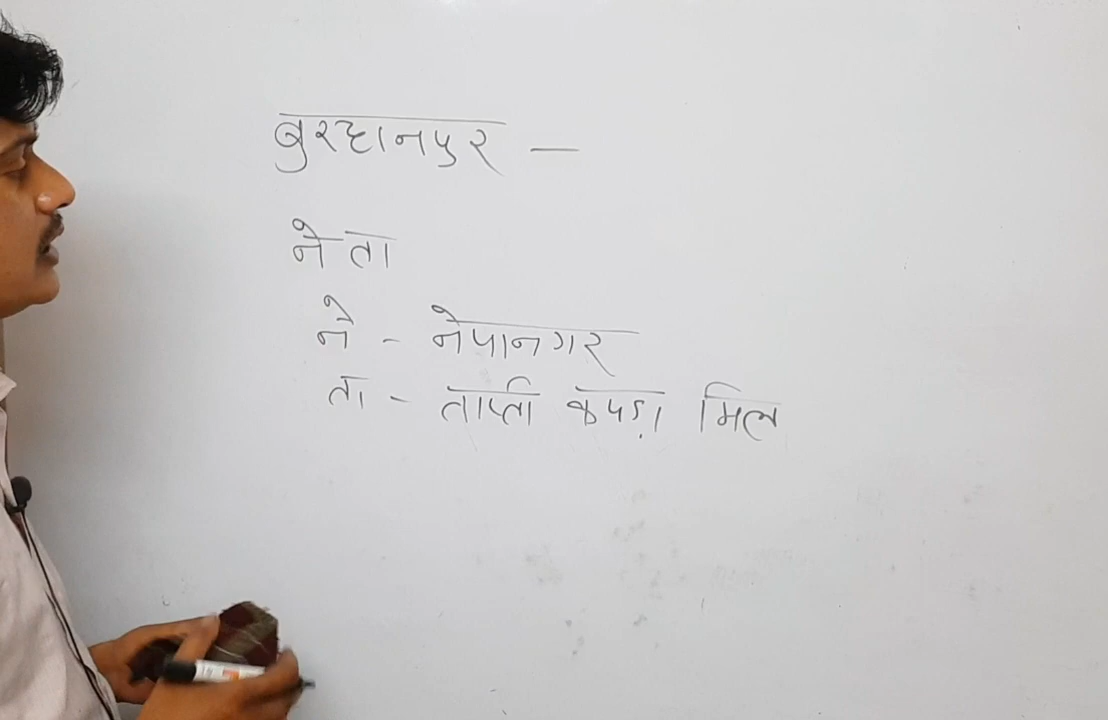 बुरहानपुर —
नेता
ने - नेपानगर
ता - ताप्ती कपड़ा मिल